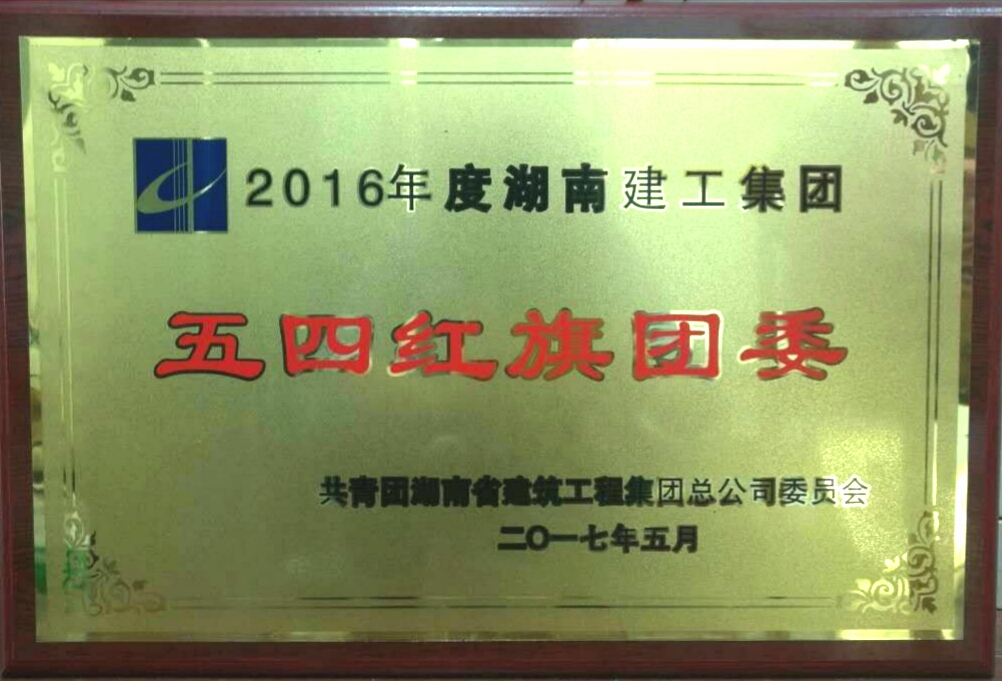 2016年度湖南建工集团
五四红旗团委
共青团湖南省建筑工程集团总公司委员会
二〇一七年五月